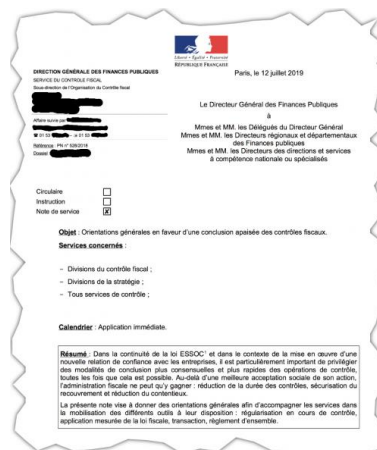 Liberté • Égalité • Fraternité
RÉPUBLIQUE FRANÇAISE
DIRECTION GÉNÉRALE DES FINANCES PUBLIQUES
SERVICE DU CONTROLE FISCAL
Sous-direction de l'Organisation du Contrôle fiscal
Affaire suivie par
01 53
01 53
Référence : PN n° 528/2019
Dossier
Paris, le 12 juillet 2019
Le Directeur Général des Finances Publiques
à
Mmes et MM. les Délégués du Directeur Général
Mmes et MM. les Directeurs régionaux et départementaux
des Finances publiques
Mmes et MM. les Directeurs des directions et services
à compétence nationale ou spécialisés
Circulaire
Instruction
Note de service X
Objet : Orientations générales en faveur d'une conclusion apaisée des contrôles fiscaux.
Services concernés :
– Divisions du contrôle fiscal ;
– Divisions de la stratégie ;
– Tous services de contrôle ;
Calendrier : Application immédiate.
Résumé : Dans la continuité de la loi ESSOC¹ et dans le contexte de la mise en œuvre d'une
nouvelle relation de confiance avec les entreprises, il est particulièrement important de privilégier
des modalités de conclusion plus consensuelles et plus rapides des opérations de contrôle,
toutes les fois que cela est possible. Au-delà d'une meilleure acceptation sociale de son action,
l'administration fiscale ne peut qu'y gagner : réduction de la durée des contrôles, sécurisation du
recouvrement et réduction du contentieux.
La présente note vise à donner des orientations générales afin d'accompagner les services dans
la mobilisation des différents outils à leur disposition : régularisation en cours de contrôle,
application mesurée de la loi fiscale, transaction, règlement d'ensemble.